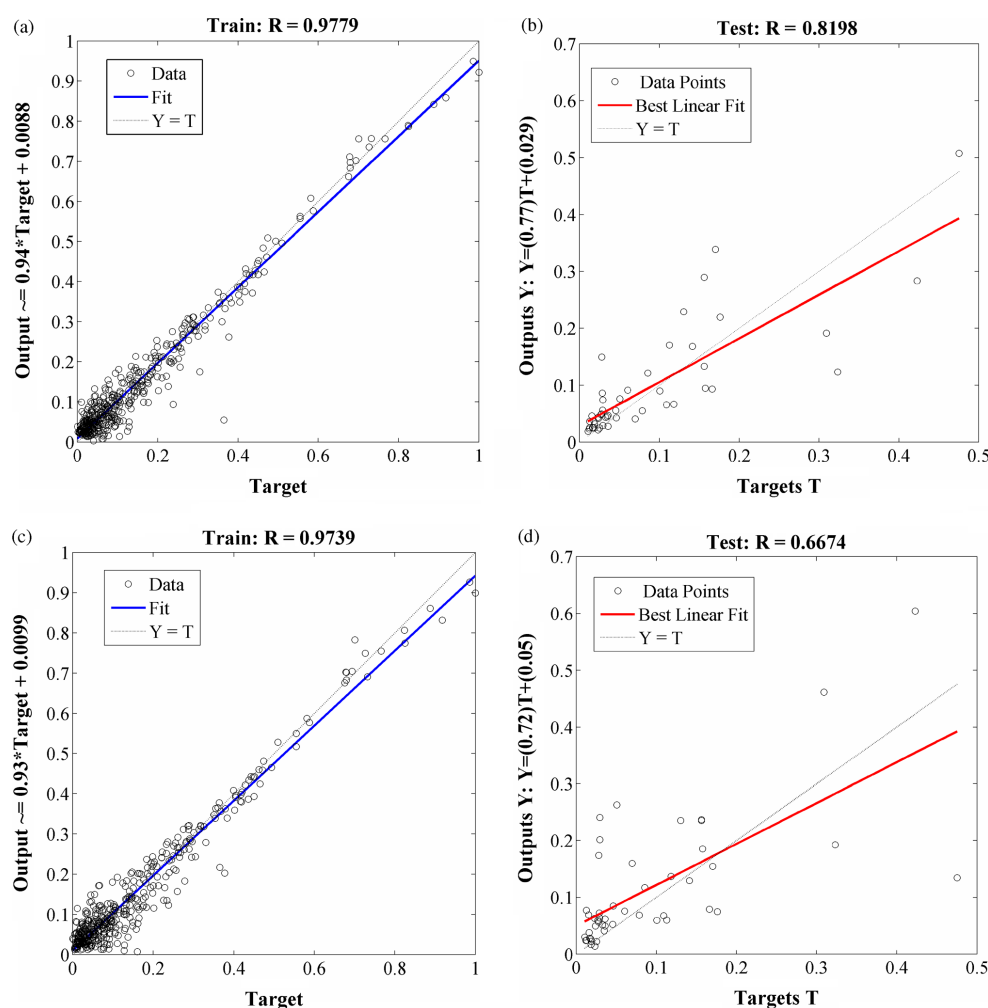 (a)
Train: R = 0.9779
Output ~= 0.94*Target + 0.0088
1
0.9
0.8
0.7
0.6
0.5
0.4
0.3
0.2
0.1
0
Data
Fit
Y = T
0 0.2 0.4 0.6 0.8 1
Target
(b)
Test: R = 0.8198
Outputs Y: Y=(0.77)T+(0.029)
0.7
0.6
0.5
0.4
0.3
0.2
0.1
0
Data Points
Best Linear Fit
Y = T
0 0.1 0.2 0.3 0.4 0.5
Targets T
(c)
Train: R = 0.9739
Output ~= 0.93*Target + 0.0099
1
0.9
0.8
0.7
0.6
0.5
0.4
0.3
0.2
0.1
0
Data
Fit
Y = T
0 0.2 0.4 0.6 0.8 1
Target
(d)
Test: R = 0.6674
Outputs Y: Y=(0.72)T+(0.05)
0.7
0.6
0.5
0.4
0.3
0.2
0.1
0
Data Points
Best Linear Fit
Y = T
0 0.1 0.2 0.3 0.4 0.5
Targets T